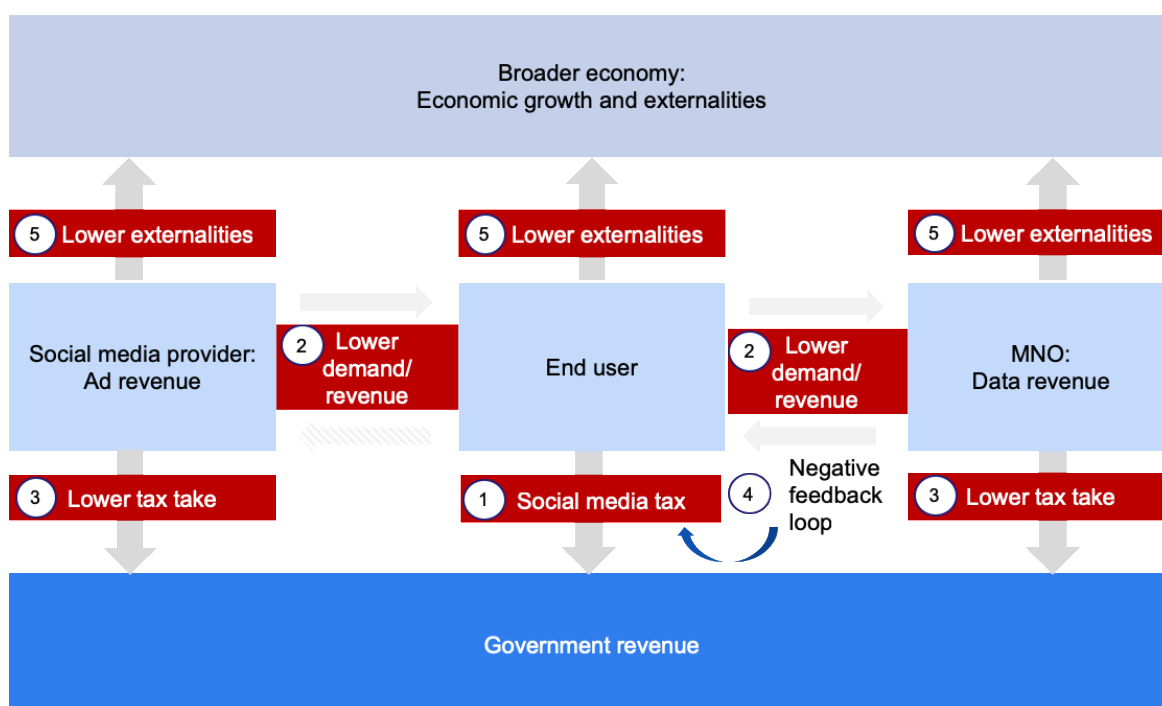 Broader economy:
Economic growth and externalities
5 Lower externalities
5 Lower externalities
5 Lower externalities
Social media provider:
Ad revenue
2 Lower
demand/
revenue
End user
2 Lower
demand/
revenue
MNO:
Data revenue
3 Lower tax take
1 Social media tax
4 Negative
feedback
loop
3 Lower tax take
Government revenue